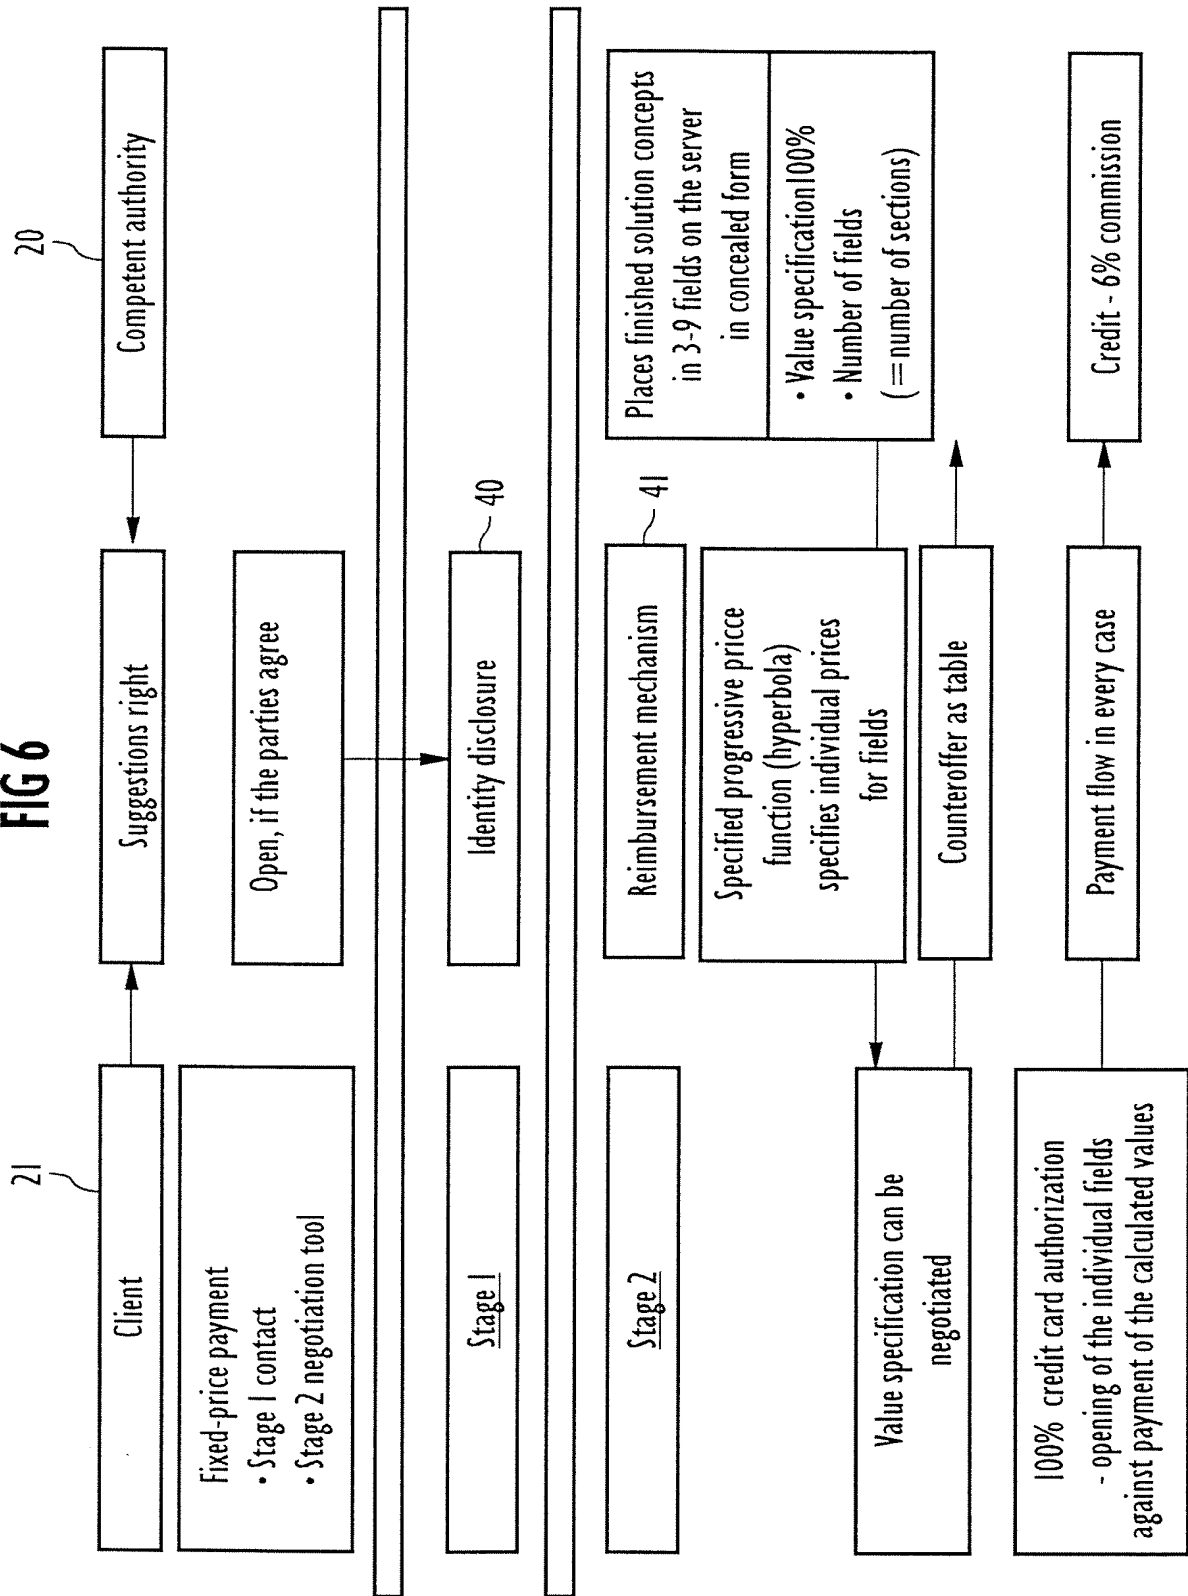 FIG 6
21
20
Client
Suggestions right
Competent authority
Fixed-price payment
• Stage 1 contact
• Stage 2 negotiation tool
Open, if the parties agree
Stage 1
Identity disclosure
40
Stage 2
Reimbursement mechanism
41
Places finished solution concepts
in 3-9 fields on the server
in concealed form
Specified progressive pricce
function (hyperbola)
specifies individual prices
for fields
• Value specification100%
• Number of fields
(=number of sections)
Value specification can be
negotiated
Counteroffer as table
100% credit card authorization
- opening of the individual fields
against payment of the calculated values
Payment flow in every case
Credit - 6% commission